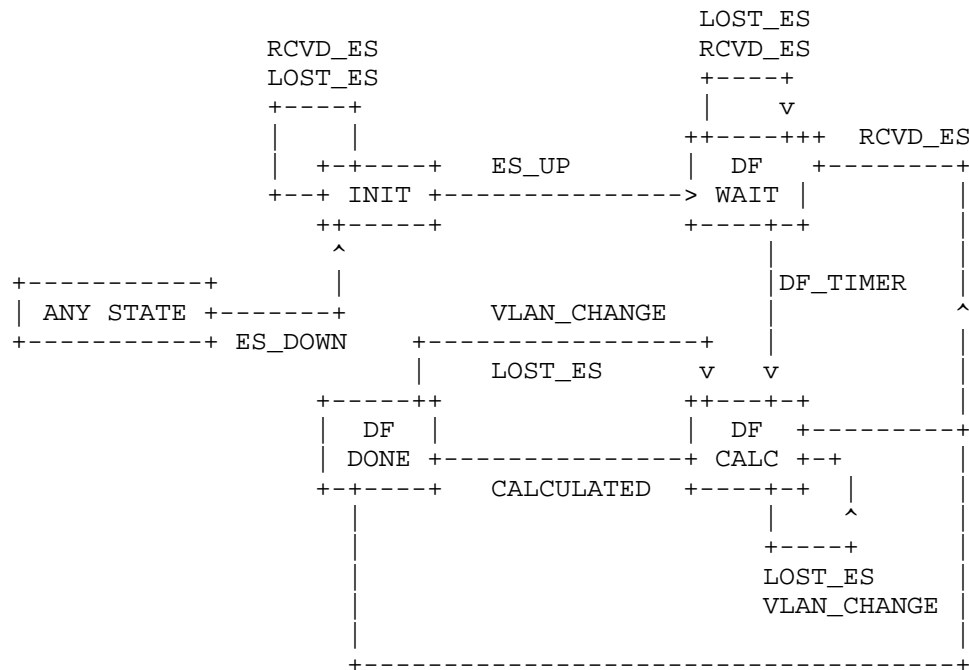 LOST_ES
RCVD_ES RCVD_ES
LOST_ES
RCVD_ES
ES_UP DF
INIT WAIT
DF_TIMER
ANY STATE VLAN_CHANGE
ES_DOWN
LOST_ES
DF DF
DONE CALC
CALCULATED
LOST_ES
VLAN_CHANGE